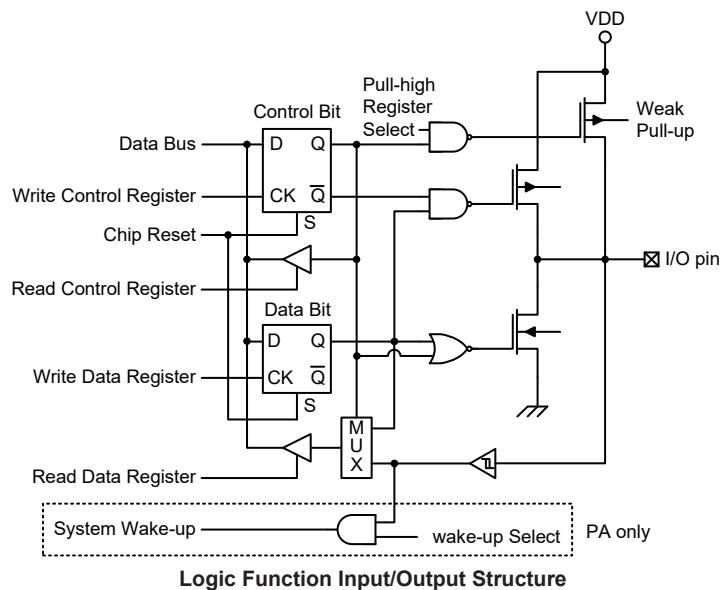 VDD
Pull-high
Register
Select
Weak
Pull-up
Control Bit
Data Bus
D
Q
Write Control Register
CK
Q
S
Chip Reset
I/O pin
Read Control Register
Data Bit
D
Q
Write Data Register
CK
Q
S
M
U
X
Read Data Register
System Wake-up
wake-up Select
PA only
Logic Function Input/Output Structure